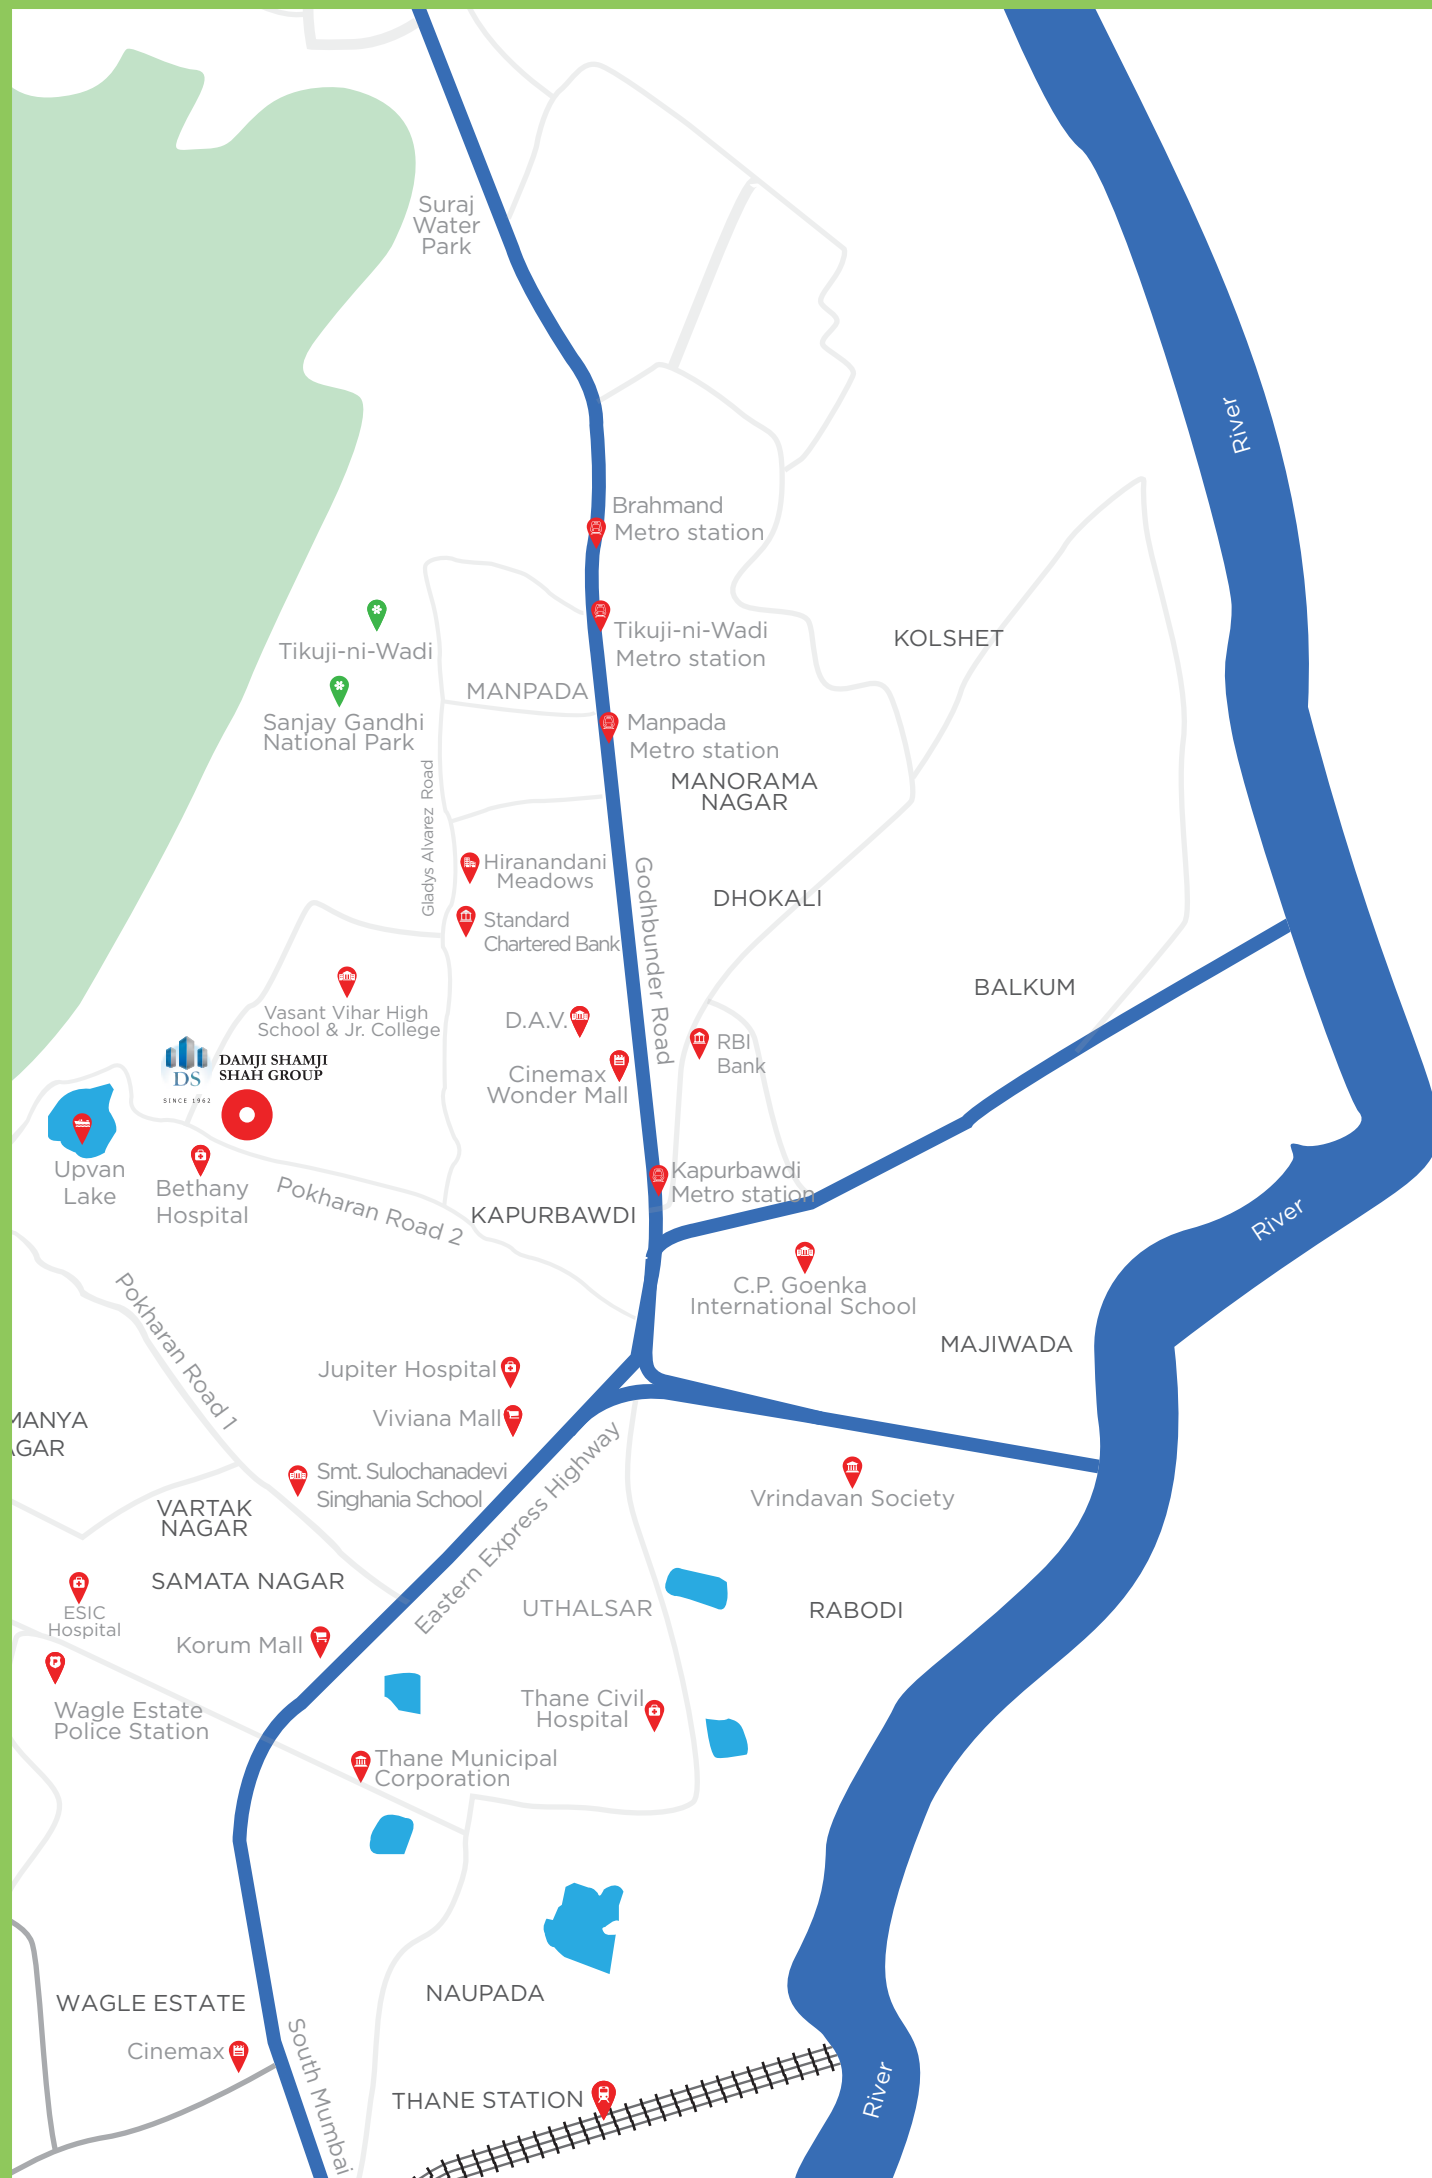 Suraj
Water
Park
River
Brahmand
Metro station
Tikuji-ni-Wadi
Metro station
KOLSHET
Tikuji-ni-Wadi
MANPADA
Sanjay Gandhi
National Park
Manpada
Metro station
MANORAMA
NAGAR
Gladys Alvarez Road
Hiranandani
Meadows
Godhbunder Road
DHOKALI
Standard
Chartered Bank
BALKUM
Vasant Vihar High
School & Jr. College
D.A.V.
RBI
Bank
Cinemax
Wonder Mall
DS
SINCE 1962
DAMJI SHAMJI
SHAH GROUP
Upvan
Lake
Bethany
Hospital
Pokharan Road 2
Kapurbawdi
Metro station
KAPURBAWDI
River
C.P. Goenka
International School
Pokharan Road 1
MAJIWADA
Jupiter Hospital
Viviana Mall
MANYA
AGAR
Smt. Sulochanadevi
Singhania School
Eastern Express Highway
Vrindavan Society
VARTAK
NAGAR
SAMATA NAGAR
UTHALSAR
RABODI
ESIC
Hospital
Korum Mall
Wagle Estate
Police Station
Thane Civil
Hospital
Thane Municipal
Corporation
NAUPADA
WAGLE ESTATE
Cinemax
South Mumbai
THANE STATION
River